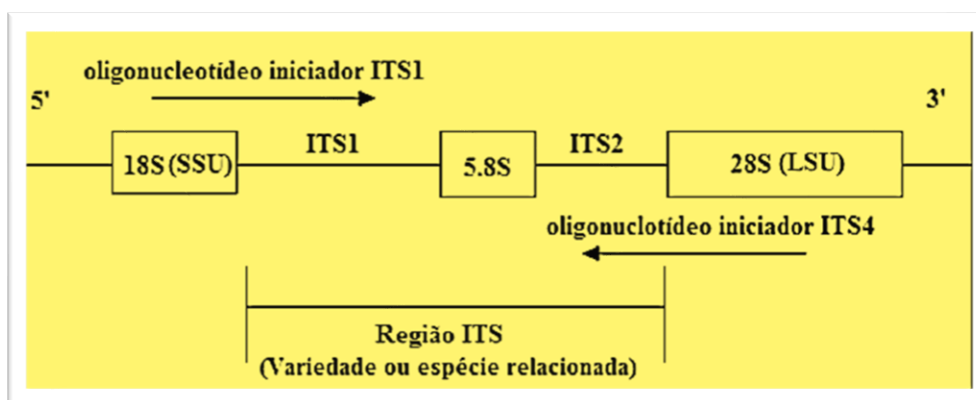 oligonucleotídeo iniciador ITS1
5'
3'
ITS1
ITS2
18S (SSU)
5.8S
28S (LSU)
oligonuclotídeo iniciador ITS4
Região ITS
(Variedade ou espécie relacionada)